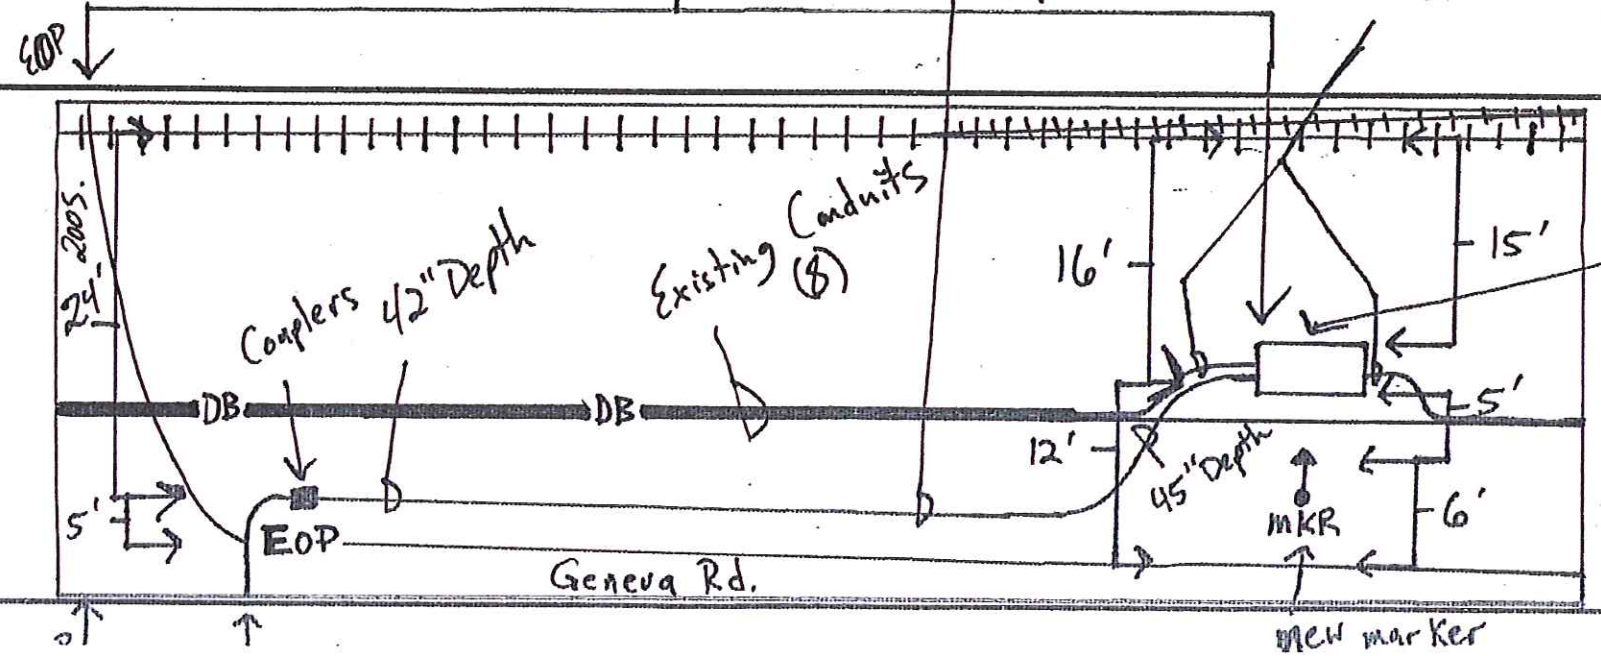 EOP
200S.
24'
Couplers
42" Depth
Existing Conduits
(8)
16'
15'
DB
DB
5'
12'
45" Depth
5'
MKR
6'
EOP
Geneva Rd.
new marker